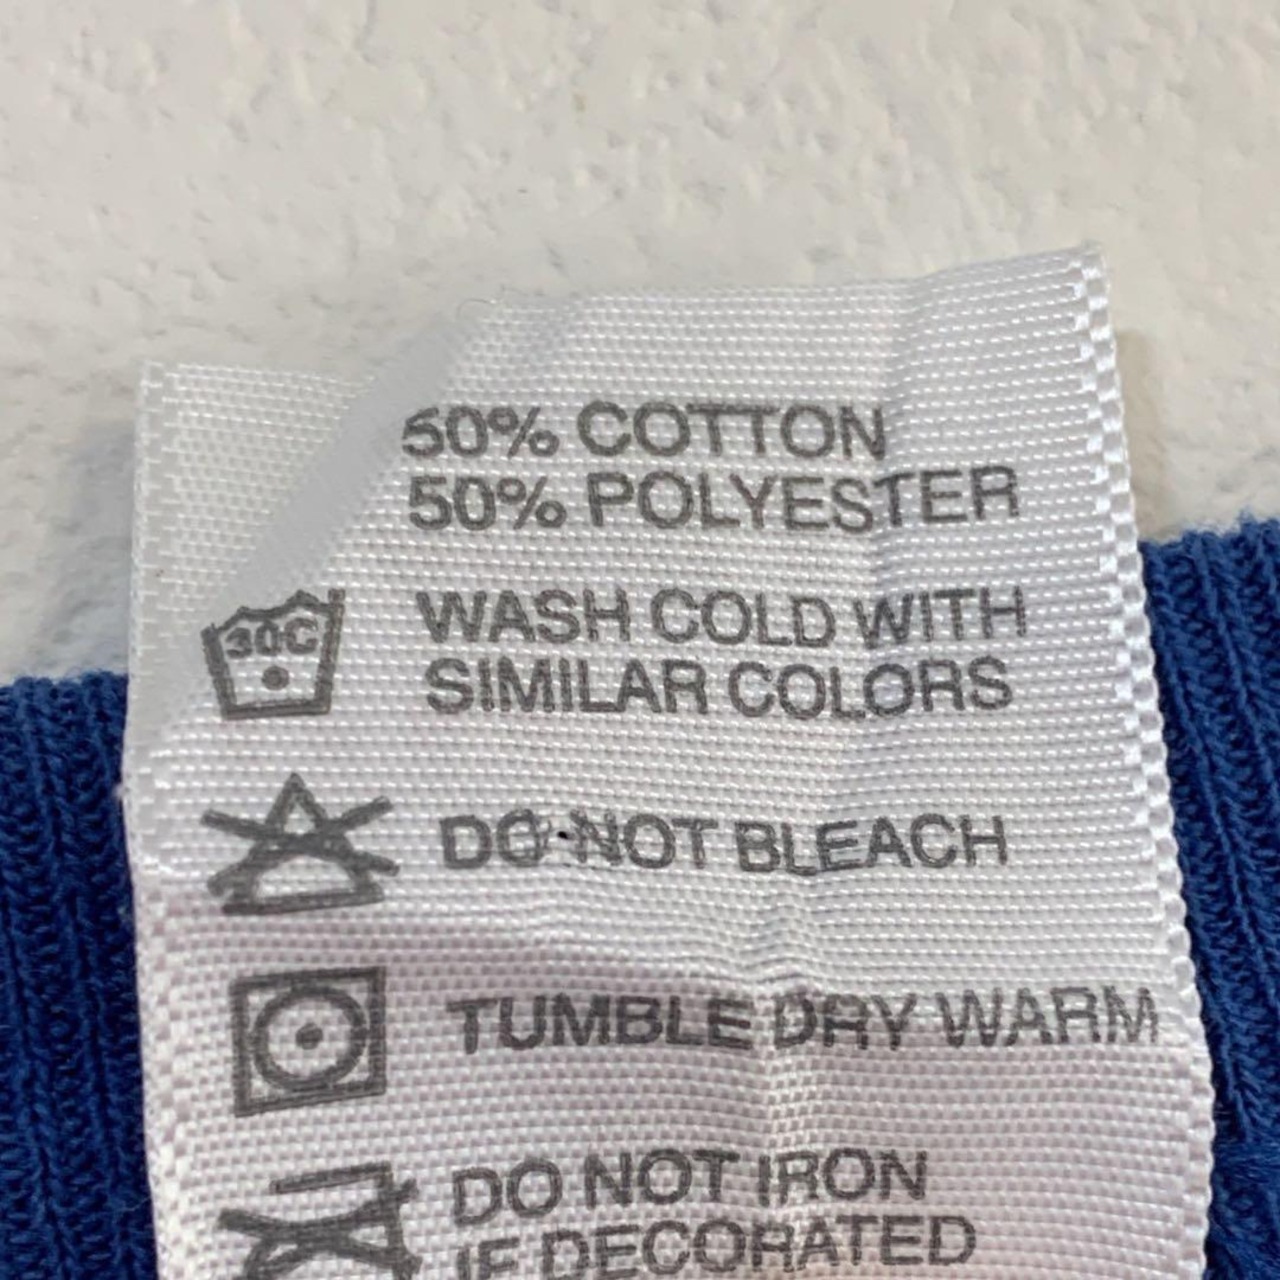 50% COTTON
50% POLYESTER
30C
WASH COLD WITH
SIMILAR COLORS
DO NOT BLEACH
TUMBLE DRY WARM
DO NOT IRON
IF DECORATED